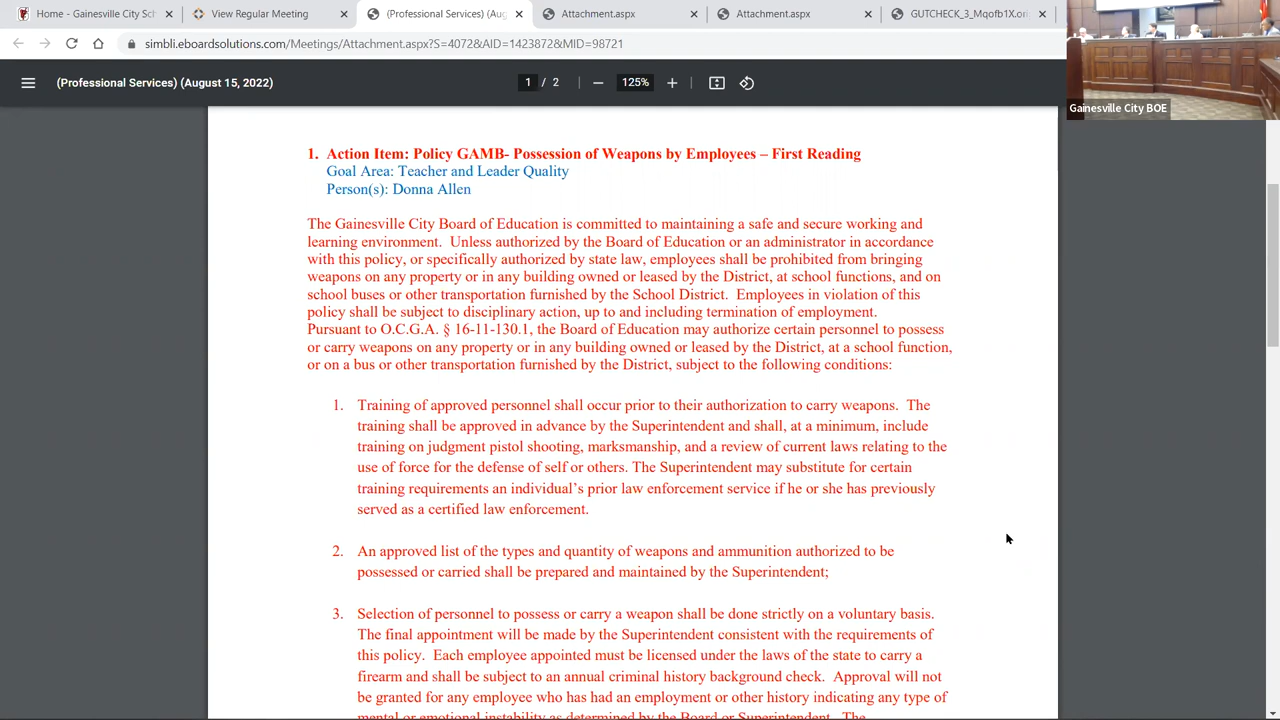 Home - Gainesville City Sch
View Regular Meeting
(Professional Services) (Aug
Attachment.aspx
Attachment.aspx
GUTCHECK_3_Mqofb1X.ori
simbli.eboardsolutions.com/Meetings/Attachment.aspx?S=4072&AID=1423872&MID=98721
(Professional Services) (August 15, 2022)
1 / 2
125%
Gainesville City BOE
1. Action Item: Policy GAMB- Possession of Weapons by Employees – First Reading
Goal Area: Teacher and Leader Quality
Person(s): Donna Allen
The Gainesville City Board of Education is committed to maintaining a safe and secure working and
learning environment. Unless authorized by the Board of Education or an administrator in accordance
with this policy, or specifically authorized by state law, employees shall be prohibited from bringing
weapons on any property or in any building owned or leased by the District, at school functions, and on
school buses or other transportation furnished by the School District. Employees in violation of this
policy shall be subject to disciplinary action, up to and including termination of employment.
Pursuant to O.C.G.A. § 16-11-130.1, the Board of Education may authorize certain personnel to possess
or carry weapons on any property or in any building owned or leased by the District, at a school function,
or on a bus or other transportation furnished by the District, subject to the following conditions:
1. Training of approved personnel shall occur prior to their authorization to carry weapons. The
training shall be approved in advance by the Superintendent and shall, at a minimum, include
training on judgment pistol shooting, marksmanship, and a review of current laws relating to the
use of force for the defense of self or others. The Superintendent may substitute for certain
training requirements an individual's prior law enforcement service if he or she has previously
served as a certified law enforcement.
2. An approved list of the types and quantity of weapons and ammunition authorized to be
possessed or carried shall be prepared and maintained by the Superintendent;
3. Selection of personnel to possess or carry a weapon shall be done strictly on a voluntary basis.
The final appointment will be made by the Superintendent consistent with the requirements of
this policy. Each employee appointed must be licensed under the laws of the state to carry a
firearm and shall be subject to an annual criminal history background check. Approval will not
be granted for any employee who has had an employment or other history indicating any type of
mental or emotional instability as determined by the Board or Superintendent. The